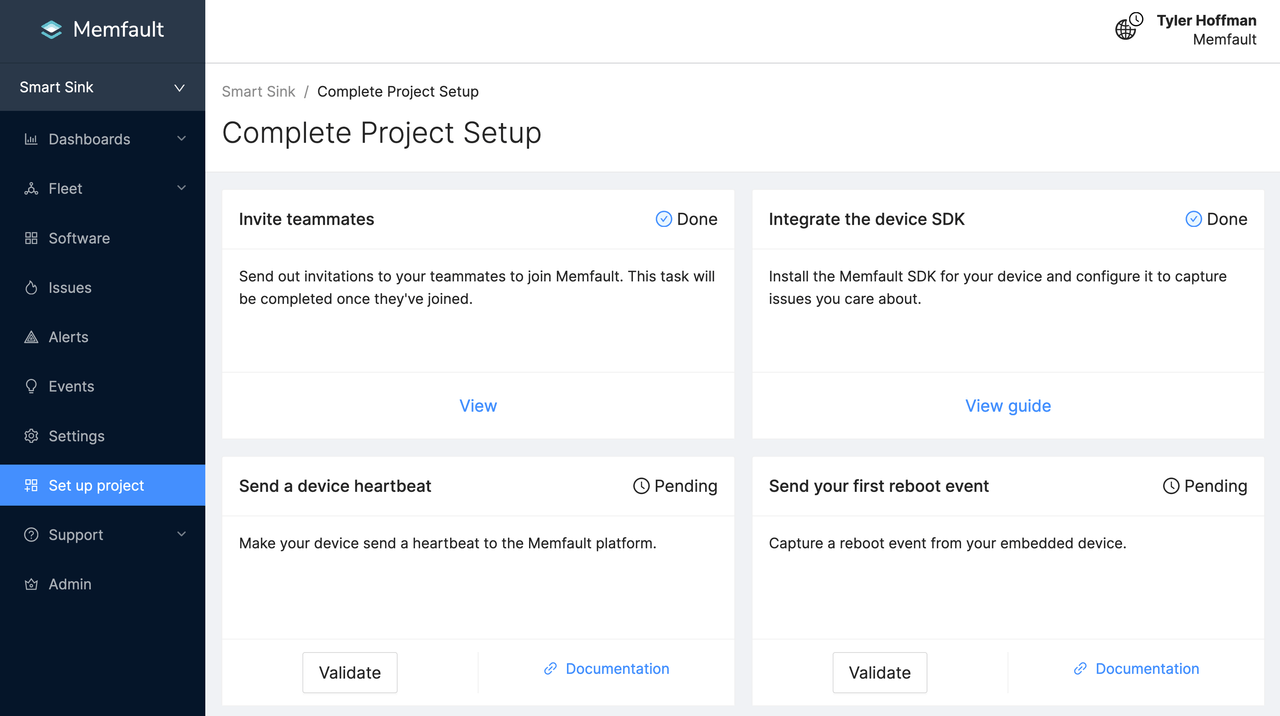 Memfault
Smart Sink
Dashboards
Fleet
Software
Issues
Alerts
Events
Settings
Set up project
Support
Admin
Tyler Hoffman
Memfault
Smart Sink / Complete Project Setup
Complete Project Setup
Invite teammates
Done
Send out invitations to your teammates to join Memfault. This task will
be completed once they've joined.
View
Integrate the device SDK
Done
Install the Memfault SDK for your device and configure it to capture
issues you care about.
View guide
Send a device heartbeat
Pending
Make your device send a heartbeat to the Memfault platform.
Validate
Documentation
Send your first reboot event
Pending
Capture a reboot event from your embedded device.
Validate
Documentation